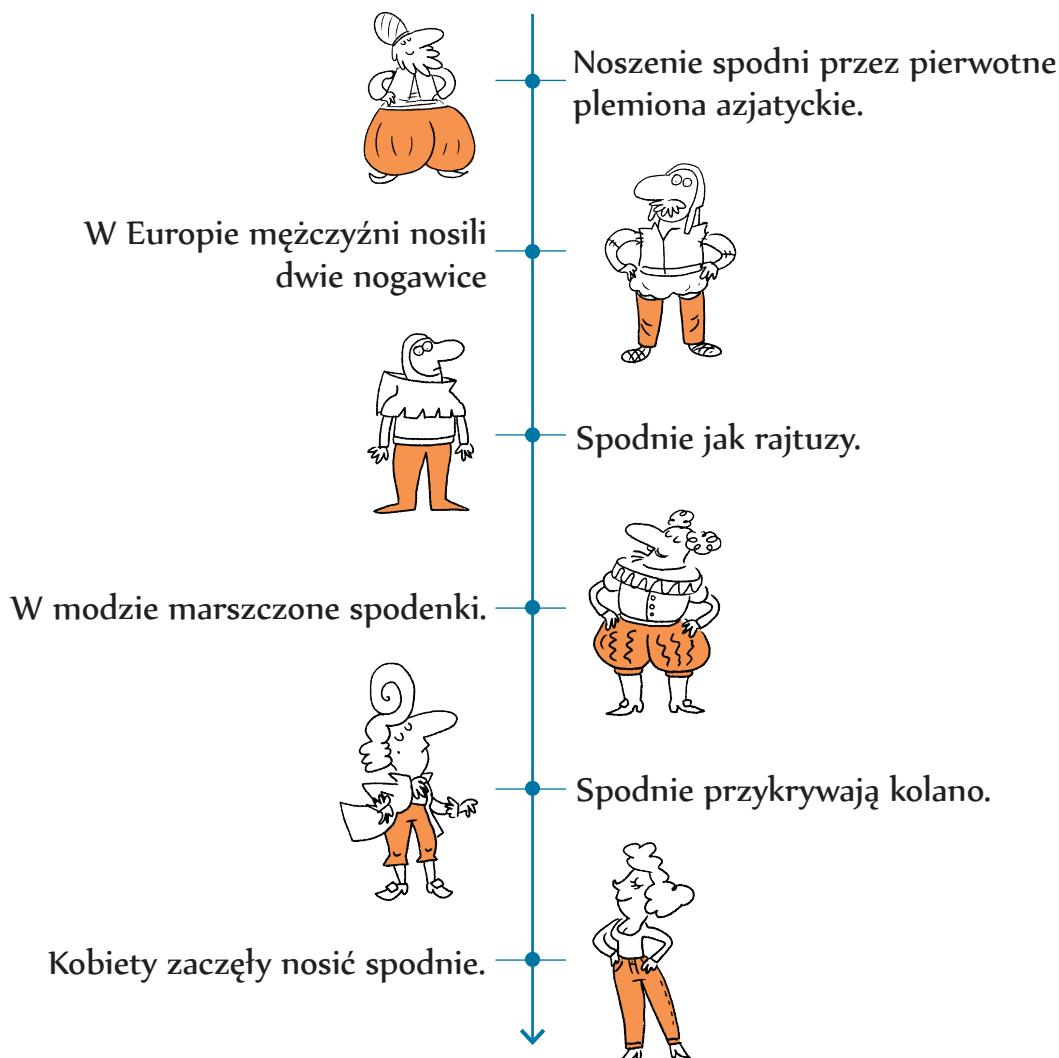 Noszenie spodni przez pierwotne
plemiona azjatyckie.
W Europie mężczyźni nosili
dwie nogawice
Spodnie jak rajtuzy.
W modzie marszczone spodenki.
Spodnie przykrywają kolano.
Kobiety zaczęły nosić spodnie.